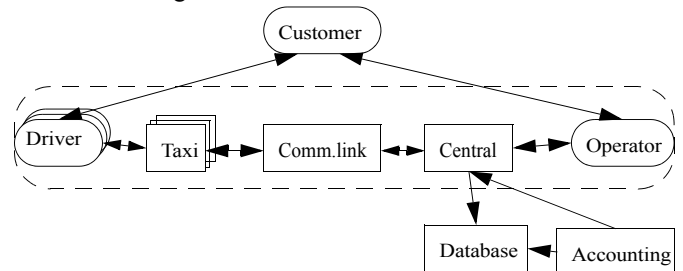 Customer
Driver
Taxi
Comm.link
Central
Operator
Database
Accounting